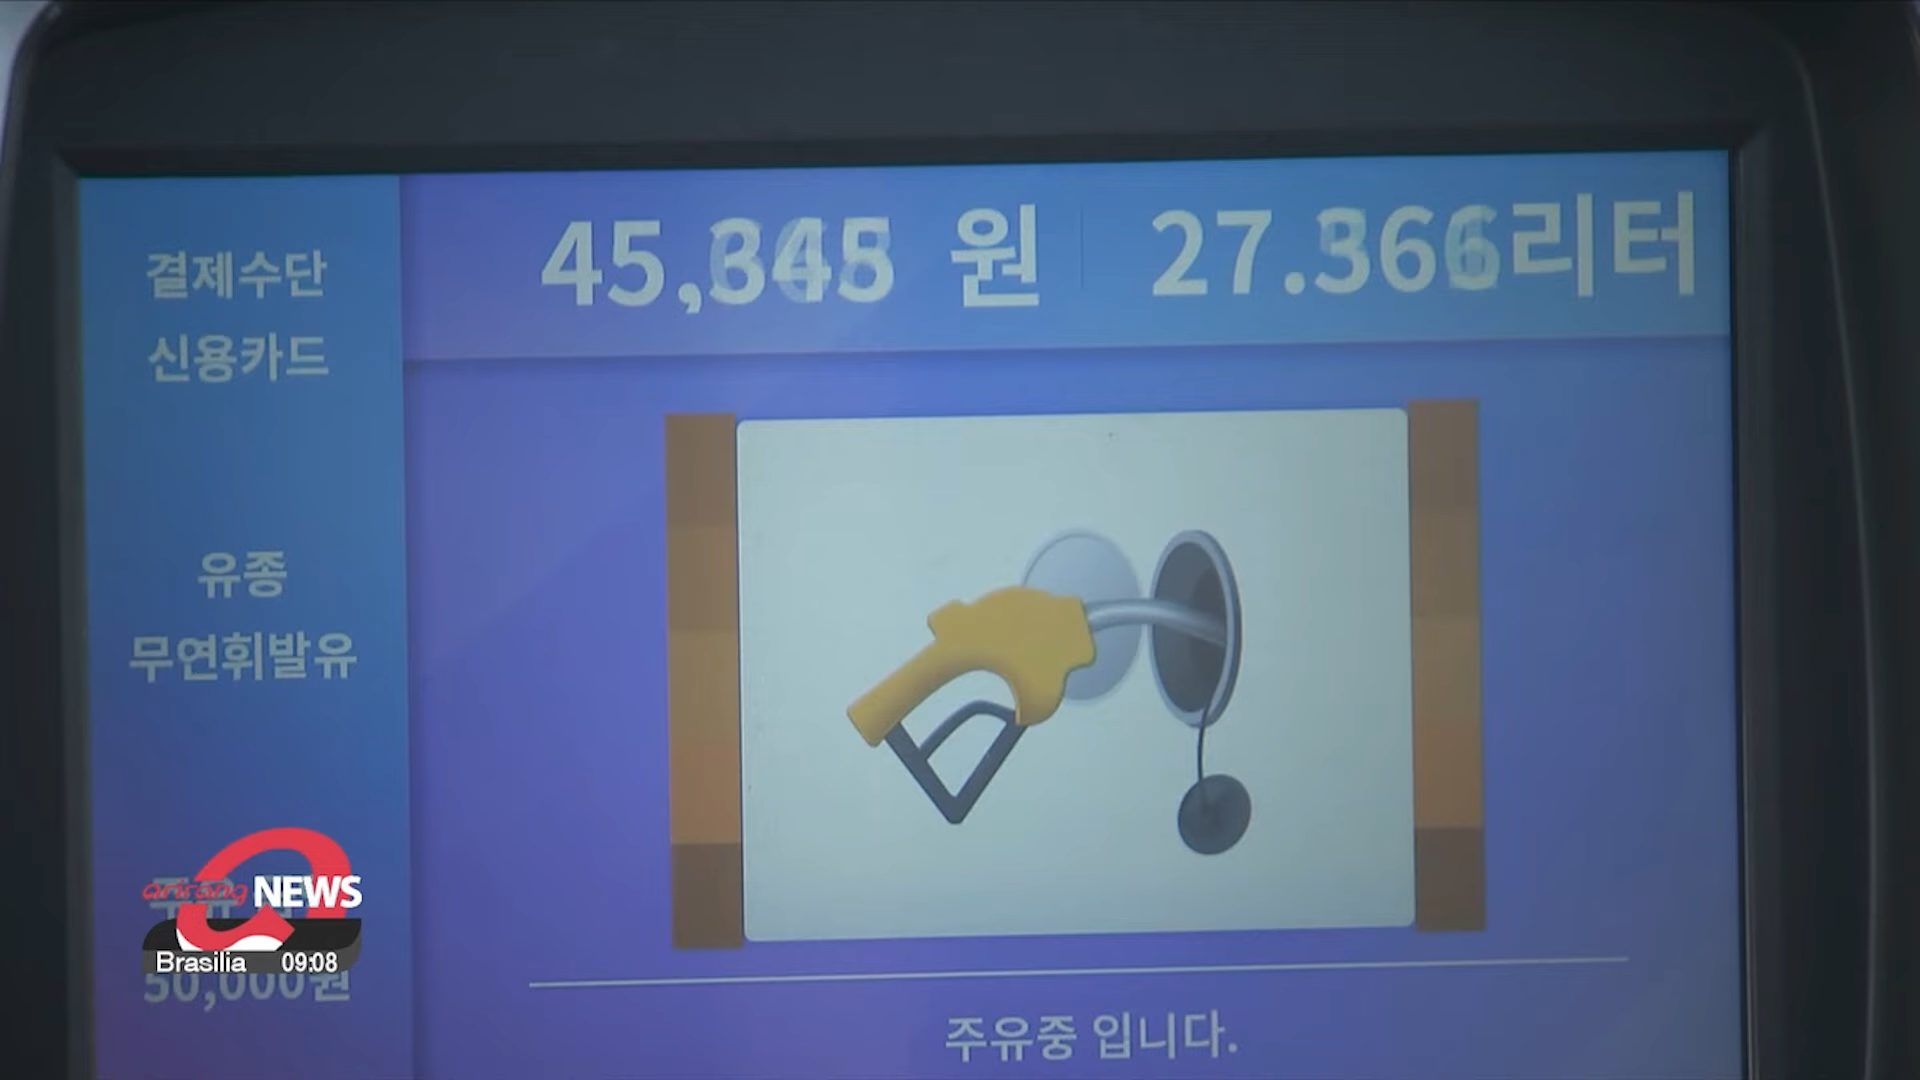 결제수단
신용카드
유종
무연휘발유
50,000원
45,345 원
27.366리터
주유중 입니다.
arirang NEWS
Brasilia 09:08